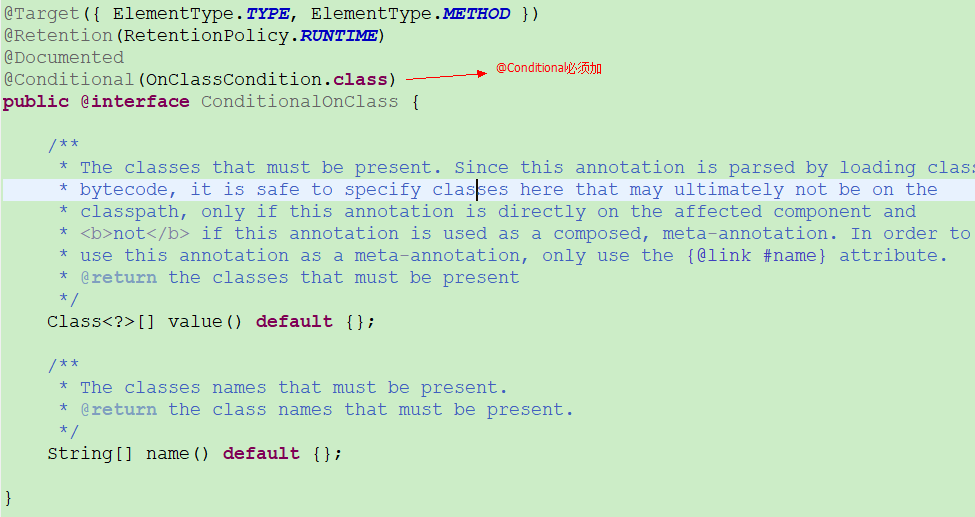 @Target({ ElementType.TYPE, ElementType.METHOD })
@Retention(RetentionPolicy.RUNTIME)
@Documented
@Conditional(OnClassCondition.class) @Conditional必须加
public @interface ConditionalOnClass {
/**
* The classes that must be present. Since this annotation is parsed by loading clas
* bytecode, it is safe to specify classes here that may ultimately not be on the
* classpath, only if this annotation is directly on the affected component and
* <b>not</b> if this annotation is used as a composed, meta-annotation. In order to
* use this annotation as a meta-annotation, only use the {@link #name} attribute.
* @return the classes that must be present
*/
Class<?>[] value() default {};
/**
* The classes names that must be present.
* @return the class names that must be present.
*/
String[] name() default {};
}